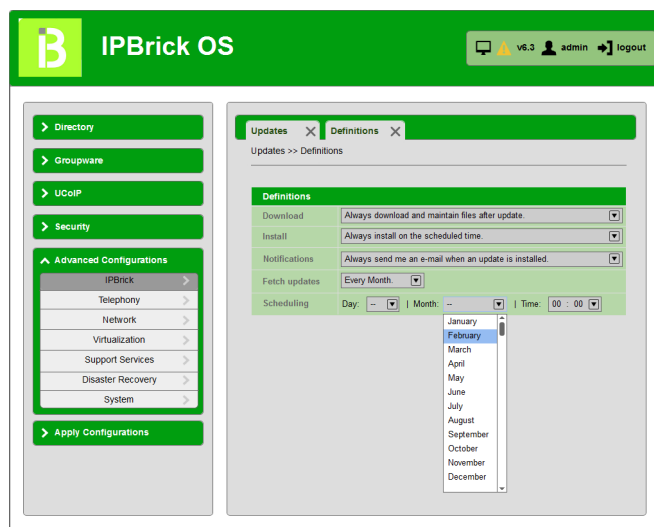 iB IPBrick OS
v6.3 admin logout
Directory
Groupware
UCoIP
Security
Advanced Configurations
IPBrick
Telephony
Network
Virtualization
Support Services
Disaster Recovery
System
Apply Configurations
Updates Definitions
Updates >> Definitions
Definitions
Download Always download and maintain files after update.
Install Always install on the scheduled time.
Notifications Always send me an e-mail when an update is installed.
Fetch updates Every Month.
Scheduling Day: -- | Month: -- | Time: 00 : 00
January
February
March
April
May
June
July
August
September
October
November
December